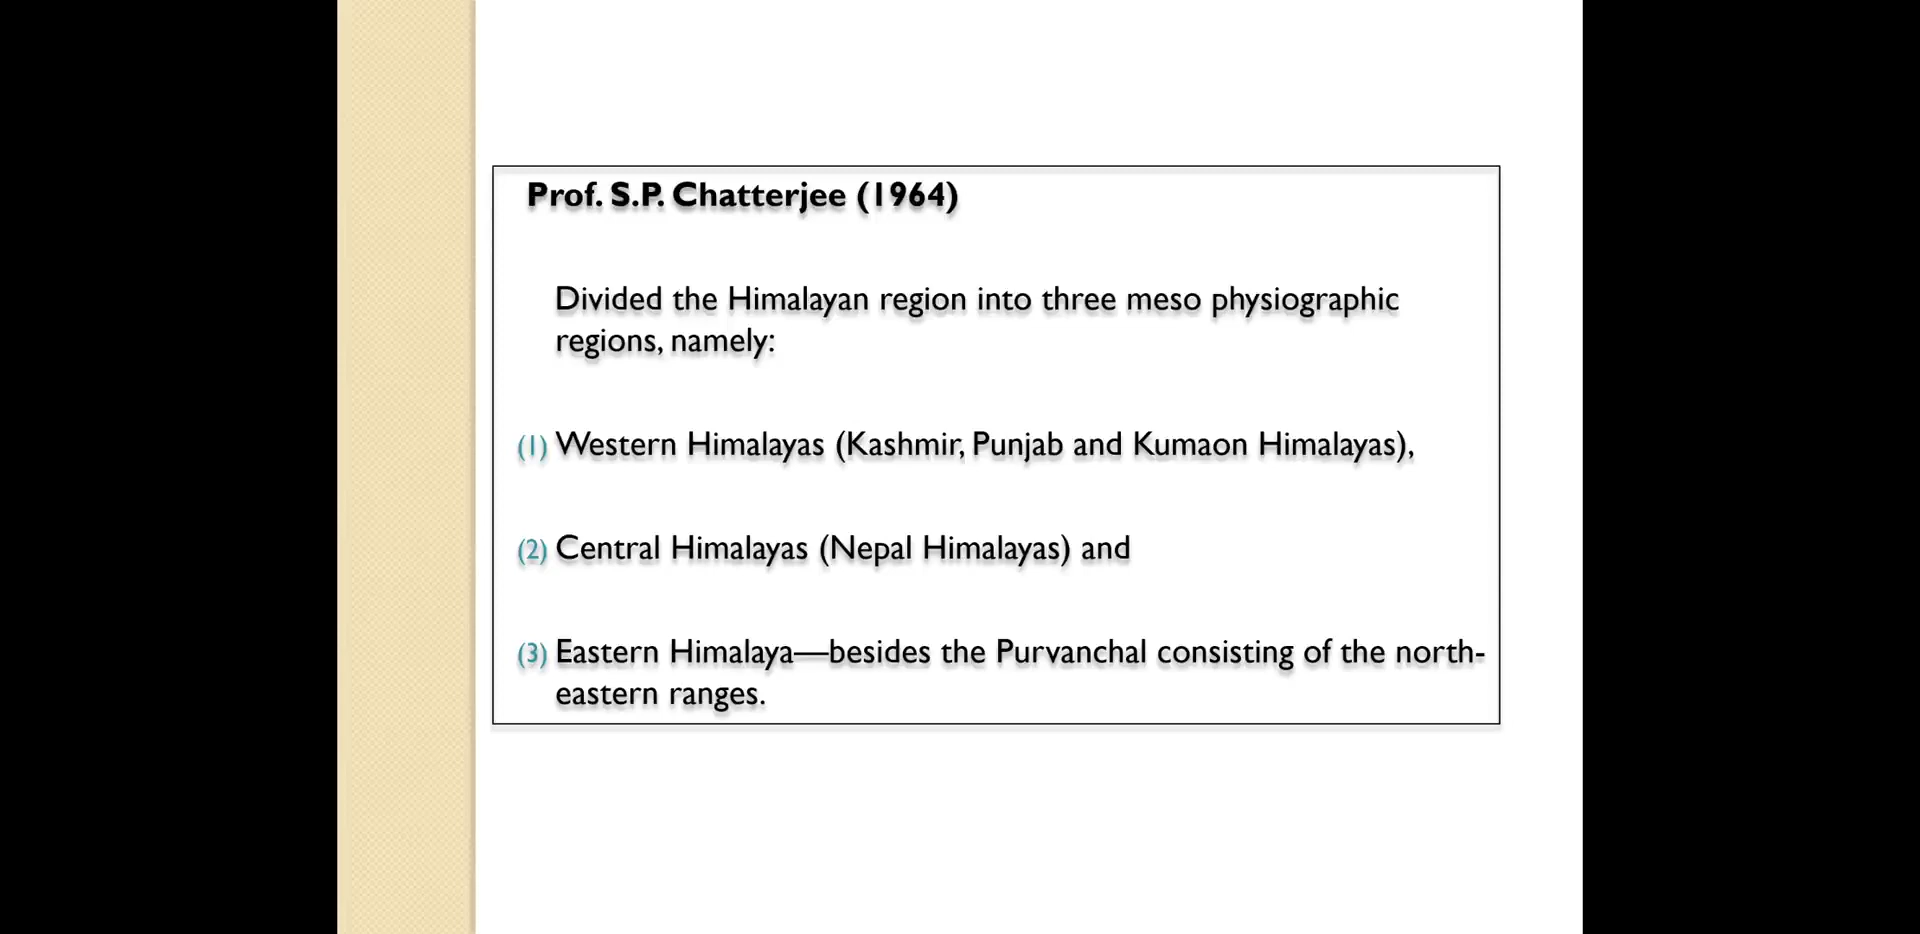 Prof. S.P. Chatterjee (1964)
Divided the Himalayan region into three meso physiographic
regions, namely:
(1) Western Himalayas (Kashmir, Punjab and Kumaon Himalayas),
(2) Central Himalayas (Nepal Himalayas) and
(3) Eastern Himalaya—besides the Purvanchal consisting of the north-
eastern ranges.